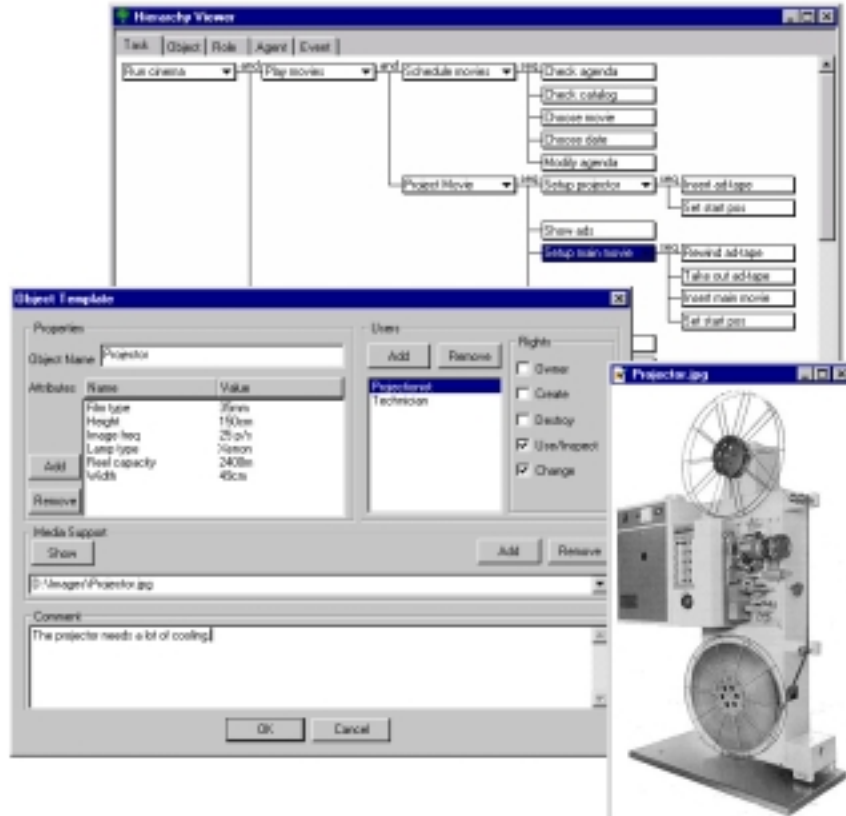 Hierarchy Viewer
Task Object Role Agent Event
Run cinema and Play movies and Schedule movies seq Check agenda
Check catalog
Choose movie
Choose date
Modify agenda
Project Movie seq Setup projector seq Insert ad-tape
Set start pos
Show ads
Setup main movie seq Rewind ad-tape
Take out ad-tape
Insert main movie
Set start pos
Object Template
Properties
Object Name Projector
Attributes Name Value
Film type 35mm
Height 190cm
Image freq
Lamp type Xenon
Reel capacity 2400m
Width 45cm
Add
Remove
Users
Add Remove
Projectionist
Technician
Rights
Owner
Create
Destroy
Use/Inspect
Change
Media Support
Show Add Remove
D:\Images\Projector.jpg
Comment
The projector needs a lot of cooling.
OK Cancel
Projector.jpg